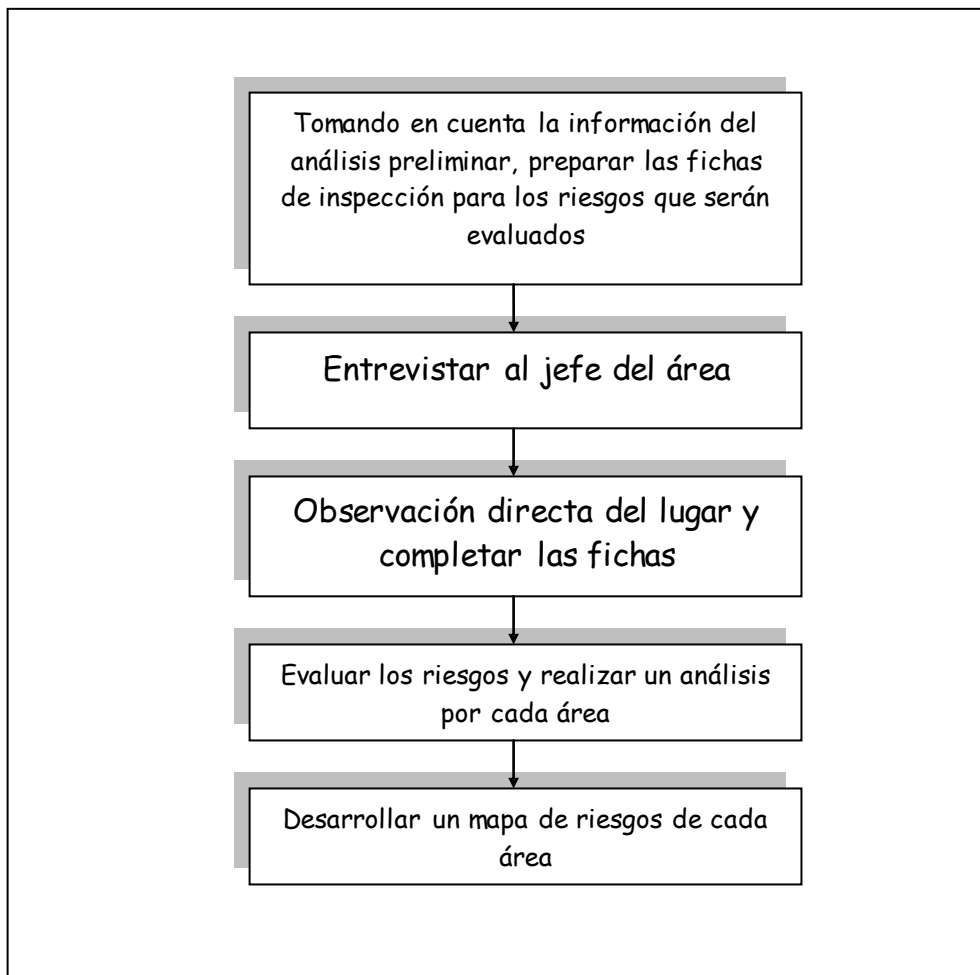 Tomando en cuenta la información del
análisis preliminar, preparar las fichas
de inspección para los riesgos que serán
evaluados
Entrevistar al jefe del área
Observación directa del lugar y
completar las fichas
Evaluar los riesgos y realizar un análisis
por cada área
Desarrollar un mapa de riesgos de cada
área